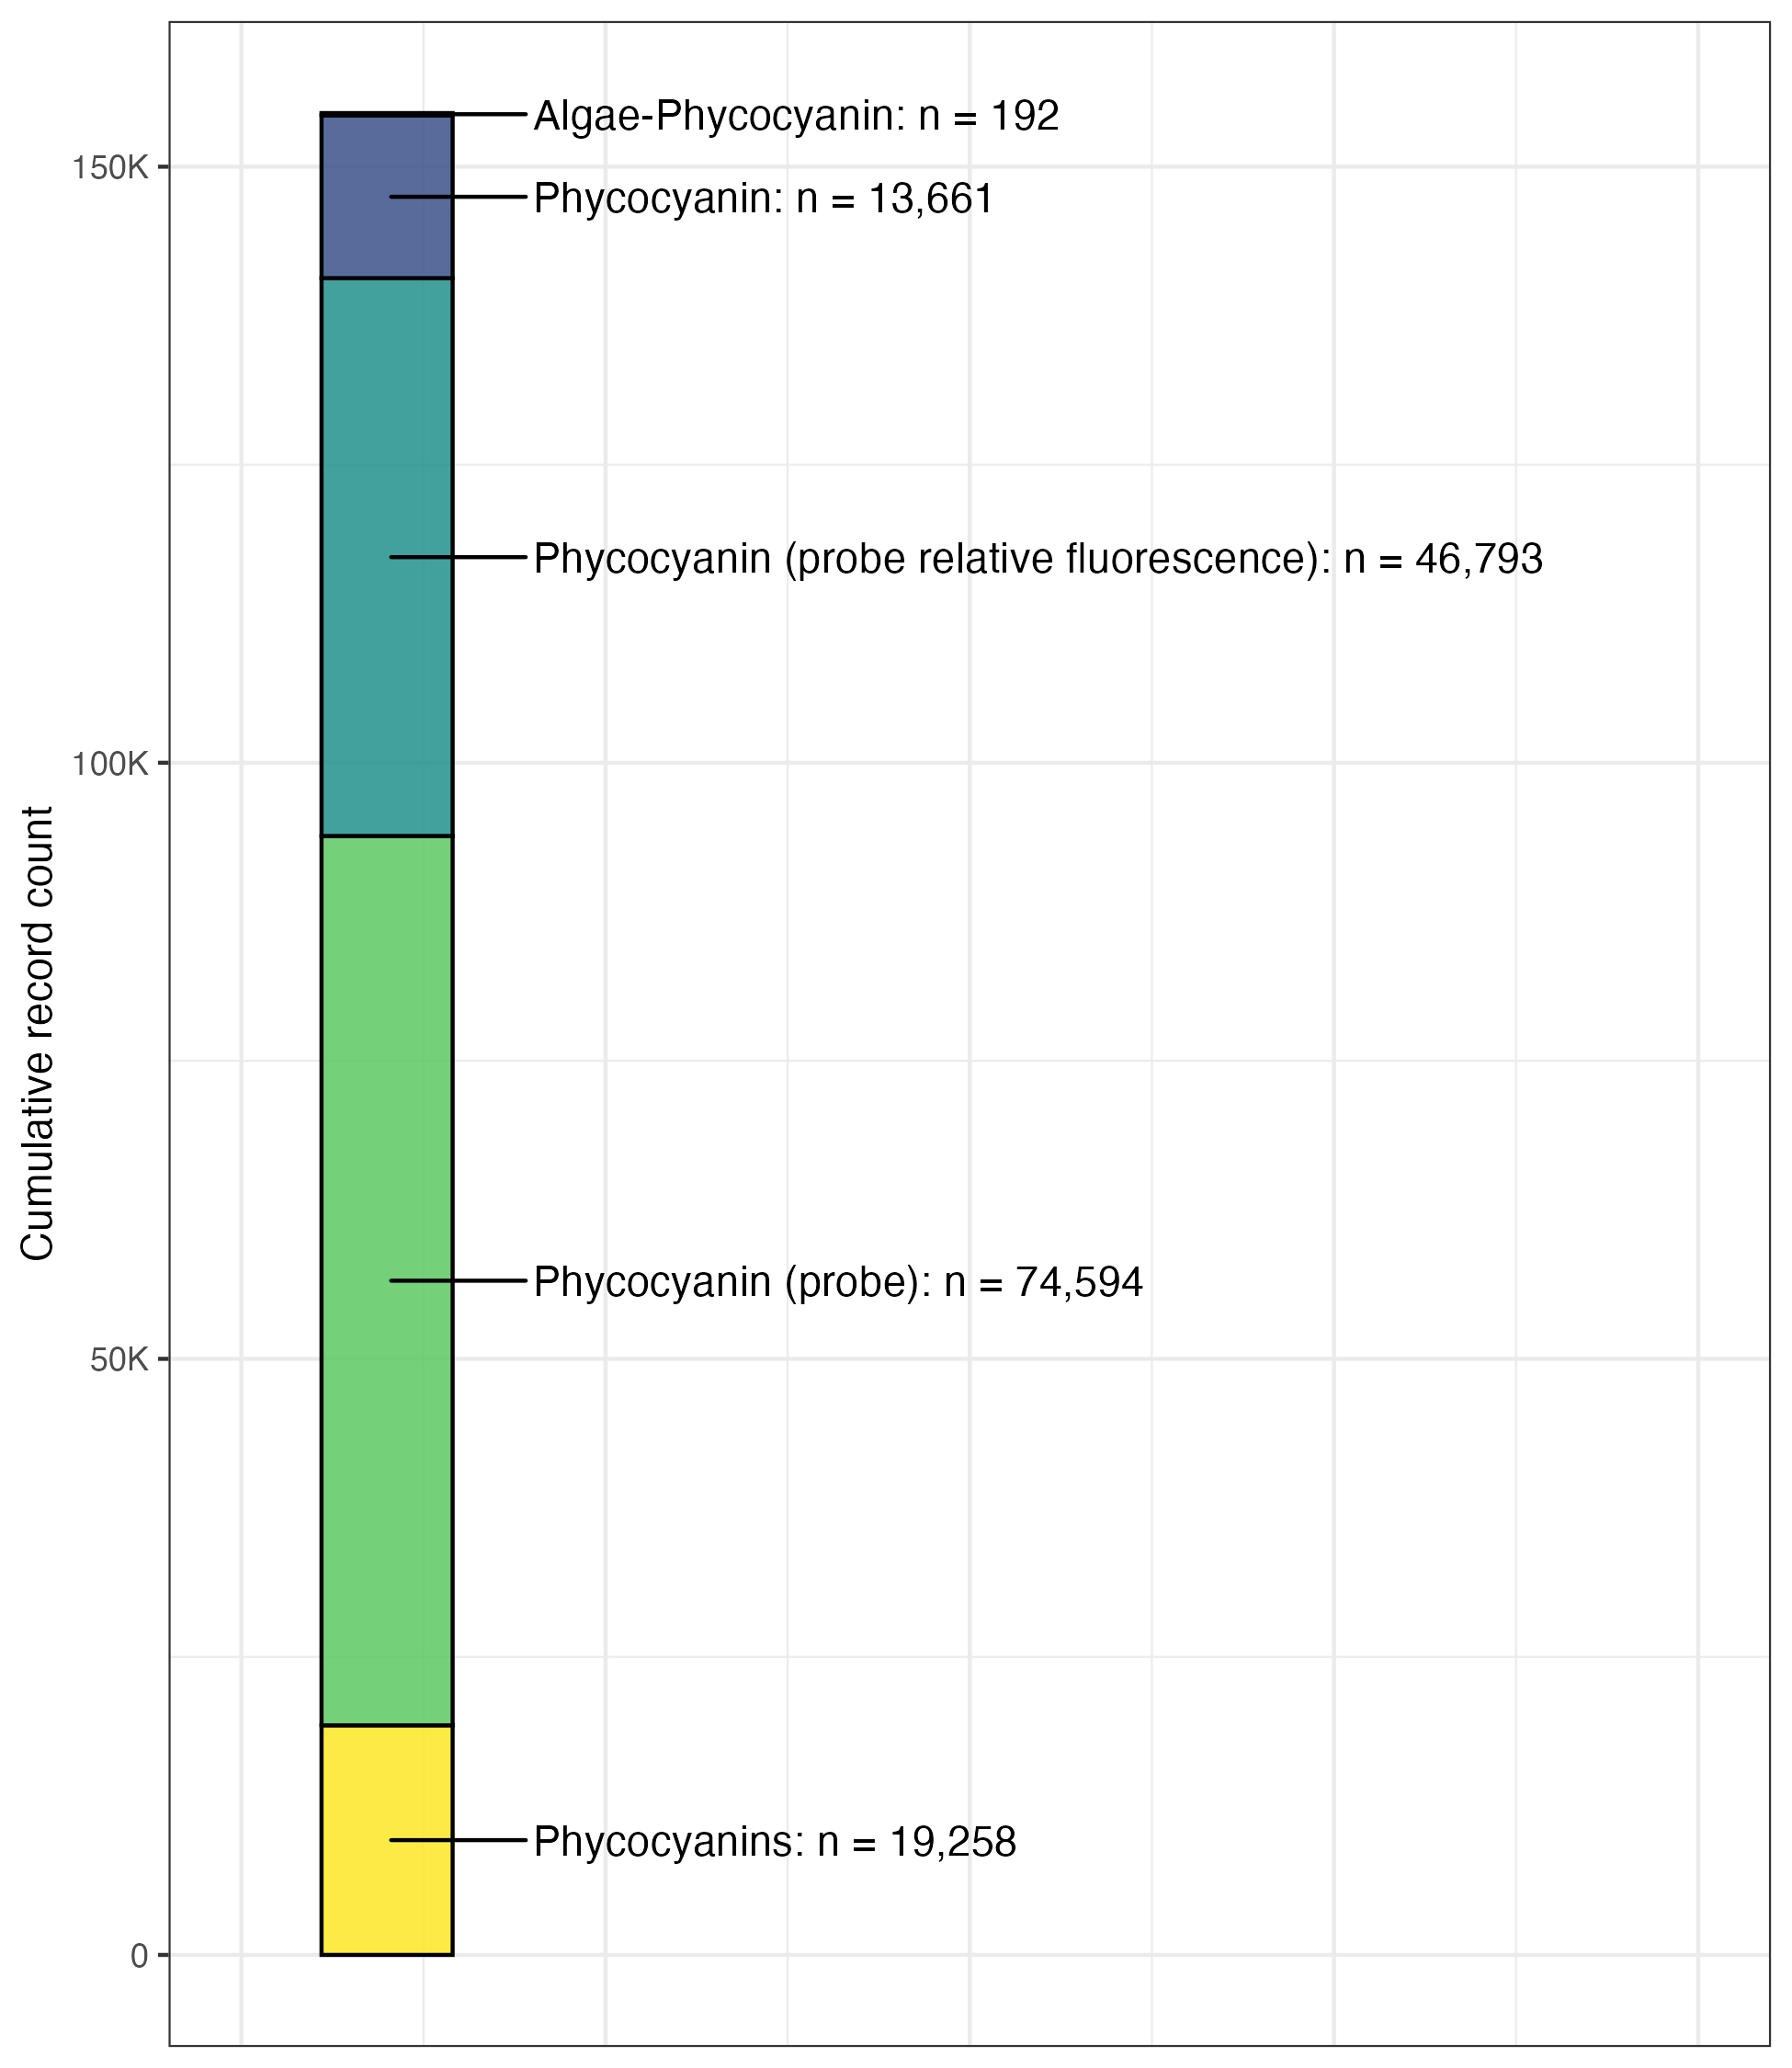 Algae-Phycocyanin: n = 192
150K
Phycocyanin: n = 13,661
Phycocyanin (probe relative fluorescence): n = 46,793
100K
Cumulative record count
Phycocyanin (probe): n = 74,594
50K
Phycocyanins: n = 19,258
0